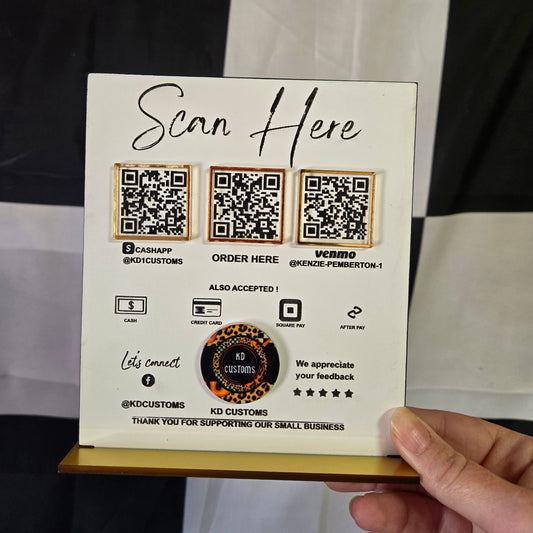 Scan Here
S CASHAPP
@KD1CUSTOMS
ORDER HERE
venmo
@KENZIE-PEMBERTON-1
ALSO ACCEPTED !
CASH
CREDIT CARD
SQUARE PAY
AFTER PAY
Let's connect
f
@KDCUSTOMS
KD
CUSTOMS
KD CUSTOMS
We appreciate
your feedback
THANK YOU FOR SUPPORTING OUR SMALL BUSINESS